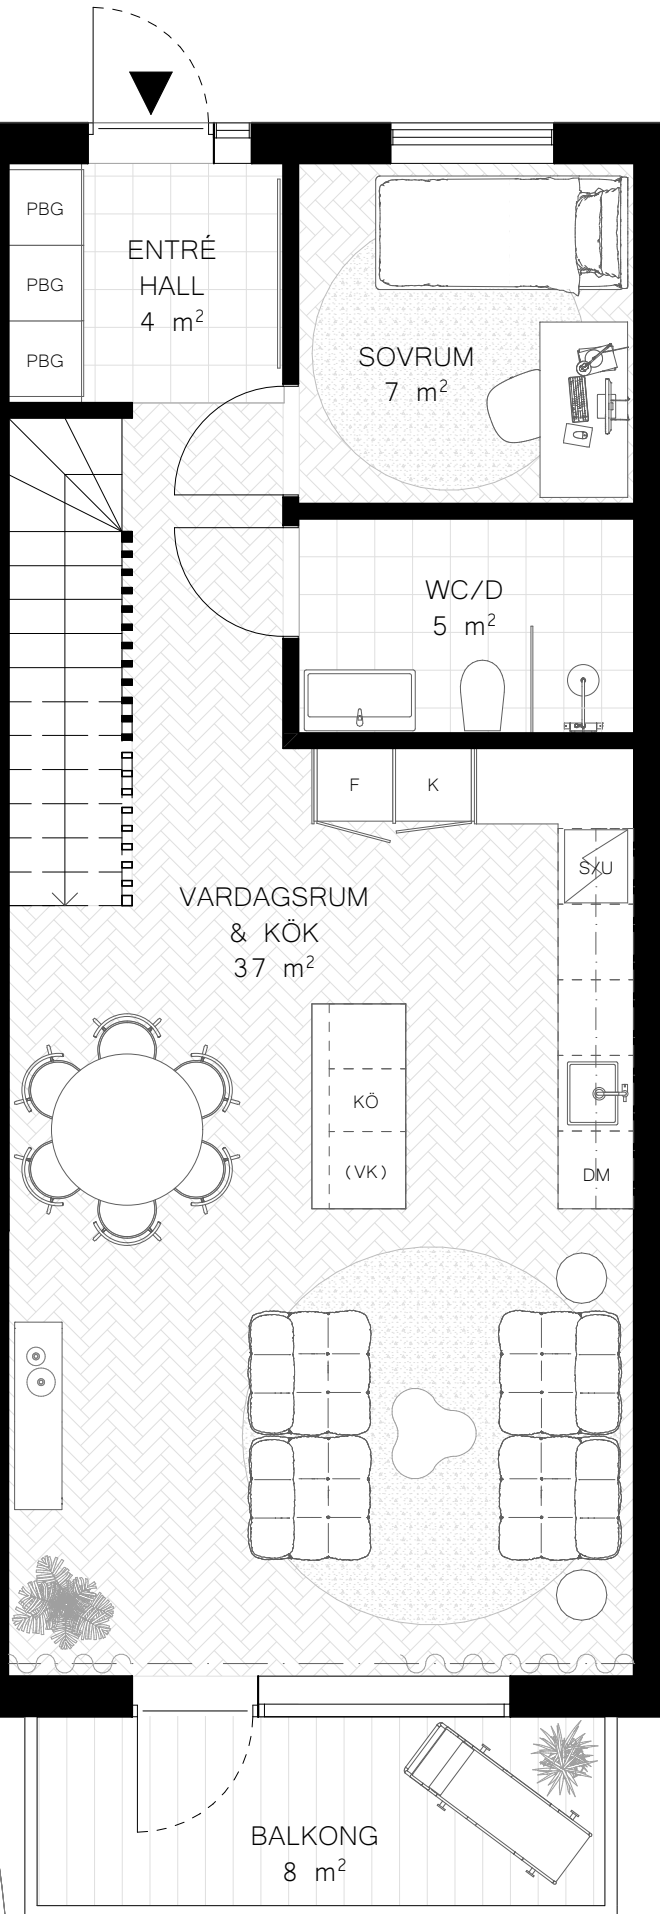 PBG
PBG
PBG
ENTRÉ
HALL
4 m²
SOVRUM
7 m²
WC/D
5 m²
F
K
S/U
VARDAGSRUM
& KÖK
37 m²
KÖ
(VK)
DM
BALKONG
8 m²